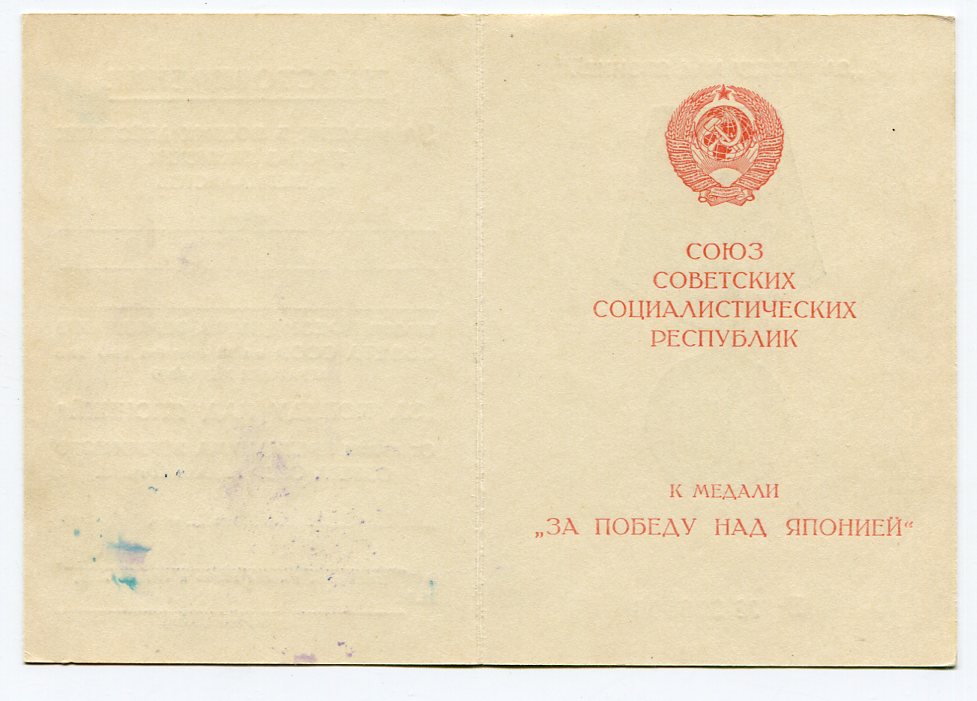 СОЮЗ
СОВЕТСКИХ
СОЦИАЛИСТИЧЕСКИХ
РЕСПУБЛИК
К МЕДАЛИ
„ЗА ПОБЕДУ НАД ЯПОНИЕЙ“